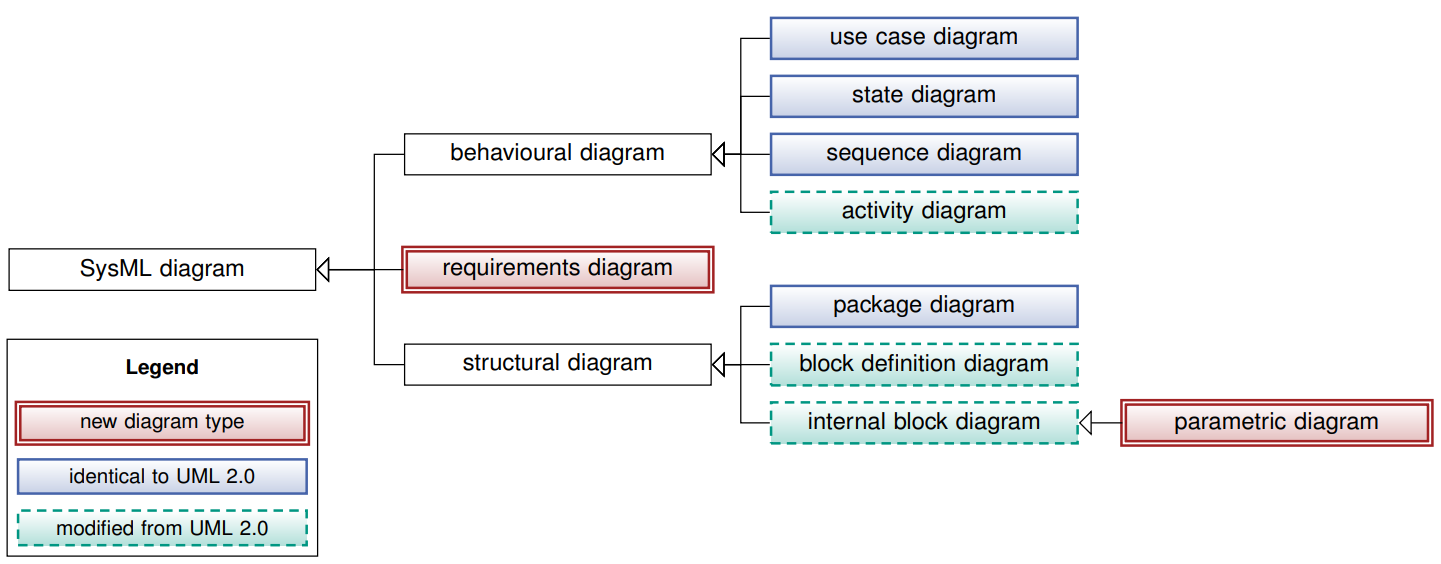 use case diagram
state diagram
behavioural diagram
sequence diagram
activity diagram
SysML diagram
requirements diagram
package diagram
structural diagram
block definition diagram
internal block diagram
parametric diagram
Legend
new diagram type
identical to UML 2.0
modified from UML 2.0